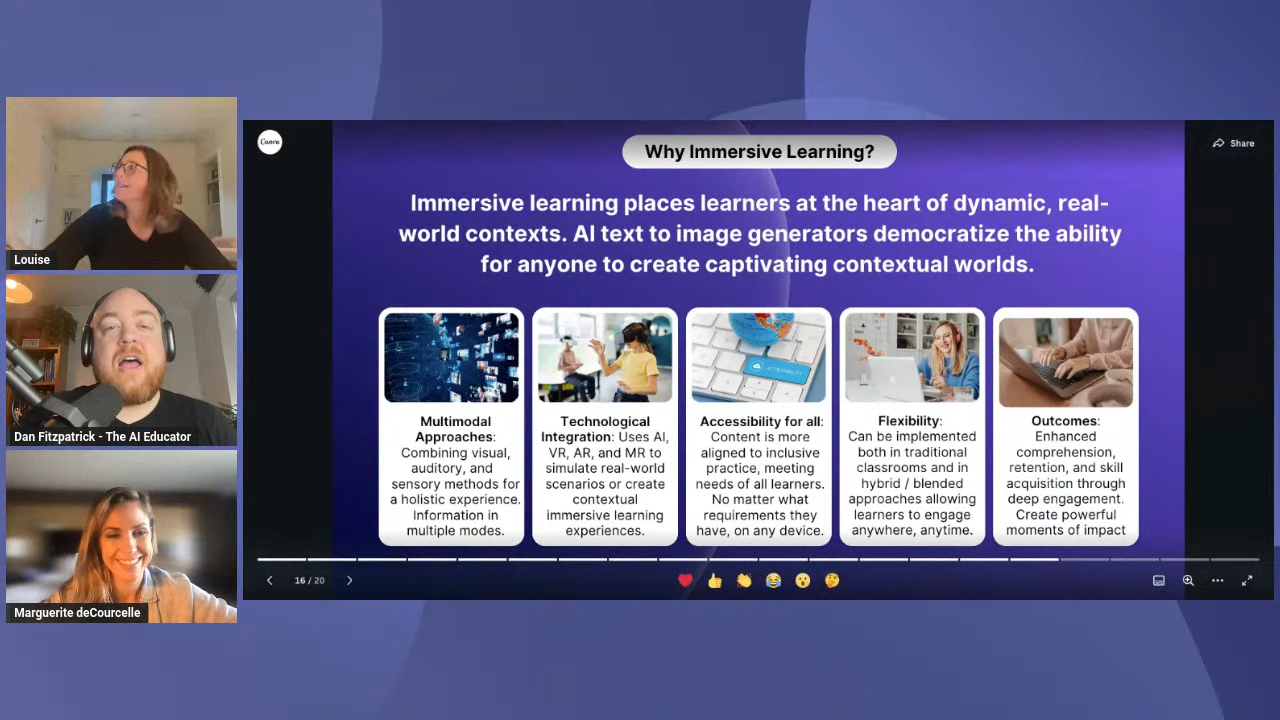 Canva
Share
Why Immersive Learning?
Immersive learning places learners at the heart of dynamic, real-
world contexts. AI text to image generators democratize the ability
for anyone to create captivating contextual worlds.
Multimodal
Approaches:
Combining visual,
auditory, and
sensory methods for
a holistic experience.
Information in
multiple modes.
Technological
Integration: Uses AI,
VR, AR, and MR to
simulate real-world
scenarios or create
contextual
immersive learning
experiences.
ACCESSIBILITY
Accessibility for all:
Content is more
aligned to inclusive
practice, meeting
needs of all learners.
No matter what
requirements they
have, on any device.
Flexibility:
Can be implemented
both in traditional
classrooms and in
hybrid / blended
approaches allowing
learners to engage
anywhere, anytime.
Outcomes:
Enhanced
comprehension,
retention, and skill
acquisition through
deep engagement.
Create powerful
moments of impact
16 / 20
Louise
Dan Fitzpatrick - The AI Educator
Marguerite deCourcelle